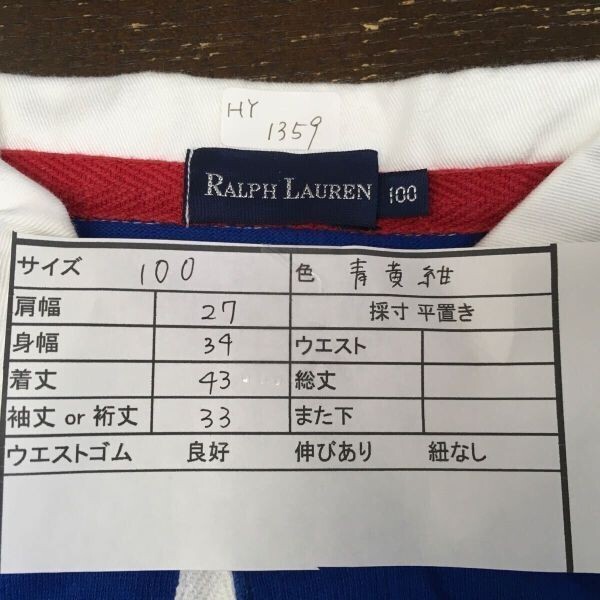 HY
1359
RALPH LAUREN 100
サイズ 100 色 青黄維
肩幅 27 採寸 平置き
身幅 34 ウエスト
着丈 43 総丈
袖丈 or 裄丈 33 また下
ウエストゴム 良好 伸びあり 紐なし